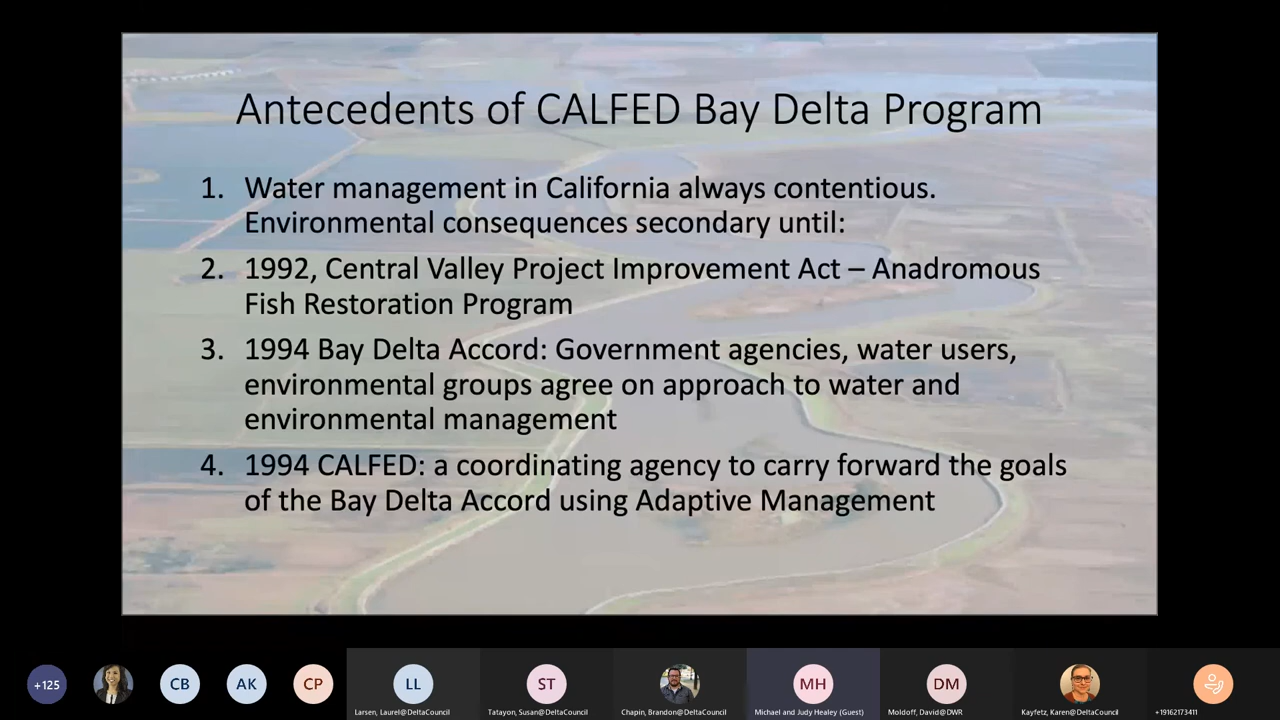 Antecedents of CALFED Bay Delta Program
1. Water management in California always contentious.
Environmental consequences secondary until:
2. 1992, Central Valley Project Improvement Act – Anadromous
Fish Restoration Program
3. 1994 Bay Delta Accord: Government agencies, water users,
environmental groups agree on approach to water and
environmental management
4. 1994 CALFED: a coordinating agency to carry forward the goals
of the Bay Delta Accord using Adaptive Management
+125
CB
AK
CP
LL
Larsen, Laurel@DeltaCouncil
ST
Tatayon, Susan@DeltaCouncil
Chapin, Brandon@DeltaCouncil
MH
Michael and Judy Healey (Guest)
DM
Moldoff, David@DWR
Kayfetz, Karen@DeltaCouncil
+19162173411